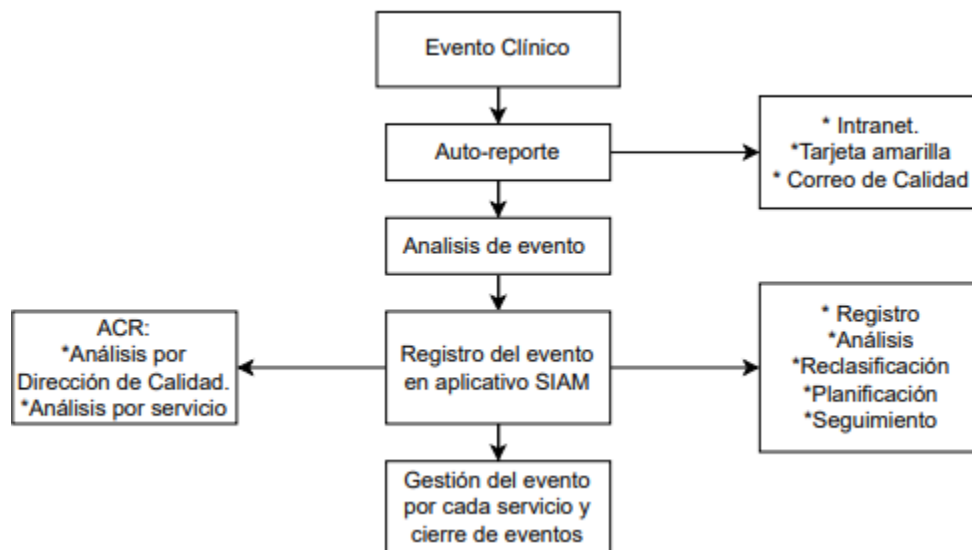 Evento Clínico
Auto-reporte
* Intranet.
*Tarjeta amarilla
* Correo de Calidad
Analisis de evento
ACR:
*Análisis por
Dirección de Calidad.
*Análisis por servicio
Registro del evento
en aplicativo SIAM
* Registro
*Análisis
*Reclasificación
*Planificación
*Seguimiento
Gestión del evento
por cada servicio y
cierre de eventos